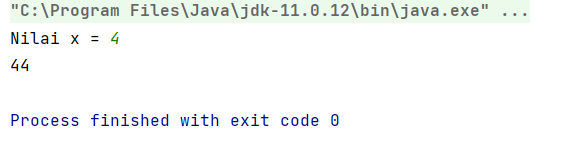 "C:\Program Files\Java\jdk-11.0.12\bin\java.exe" ...
Nilai x = 4
44
Process finished with exit code 0